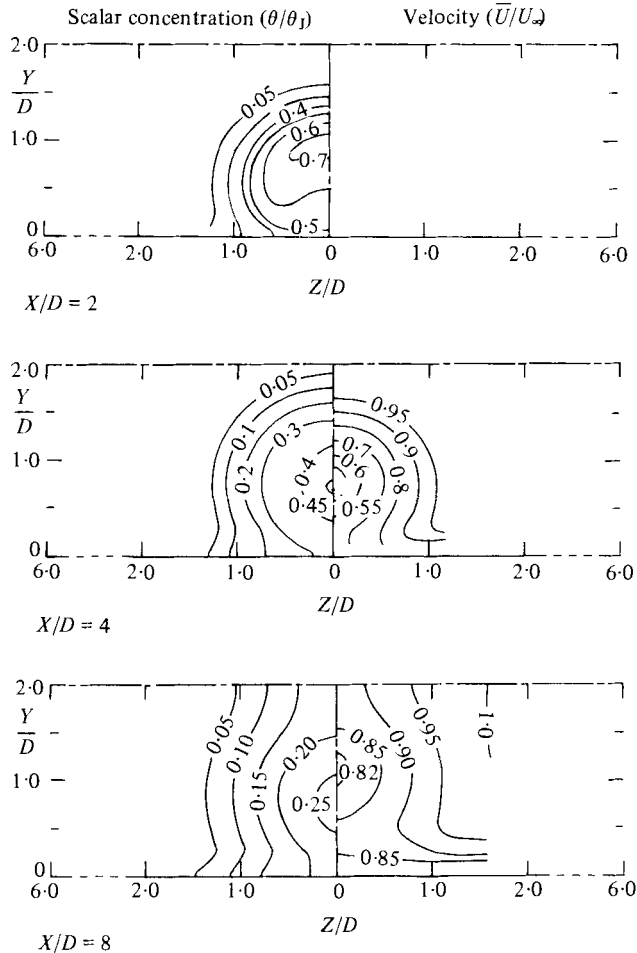 Scalar concentration (θ/θ_J) Velocity (U̅/U_∞)
2·0
Y/D
1·0
0
0·05
0·4
0·6
0·7
0·5
6·0 2·0 1·0 0 1·0 2·0 6·0
Z/D
X/D = 2
2·0
Y/D
1·0
0
0·05
0·1
0·2
0·3
0·4
0·45
0·95
0·9
0·7
0·6
0·8
0·55
6·0 2·0 1·0 0 1·0 2·0 6·0
Z/D
X/D = 4
2·0
Y/D
1·0
0
0·05
0·10
0·15
0·20
0·25
0·85
0·82
0·90
0·95
1·0
0·85
6·0 2·0 1·0 0 1·0 2·0 6·0
Z/D
X/D = 8